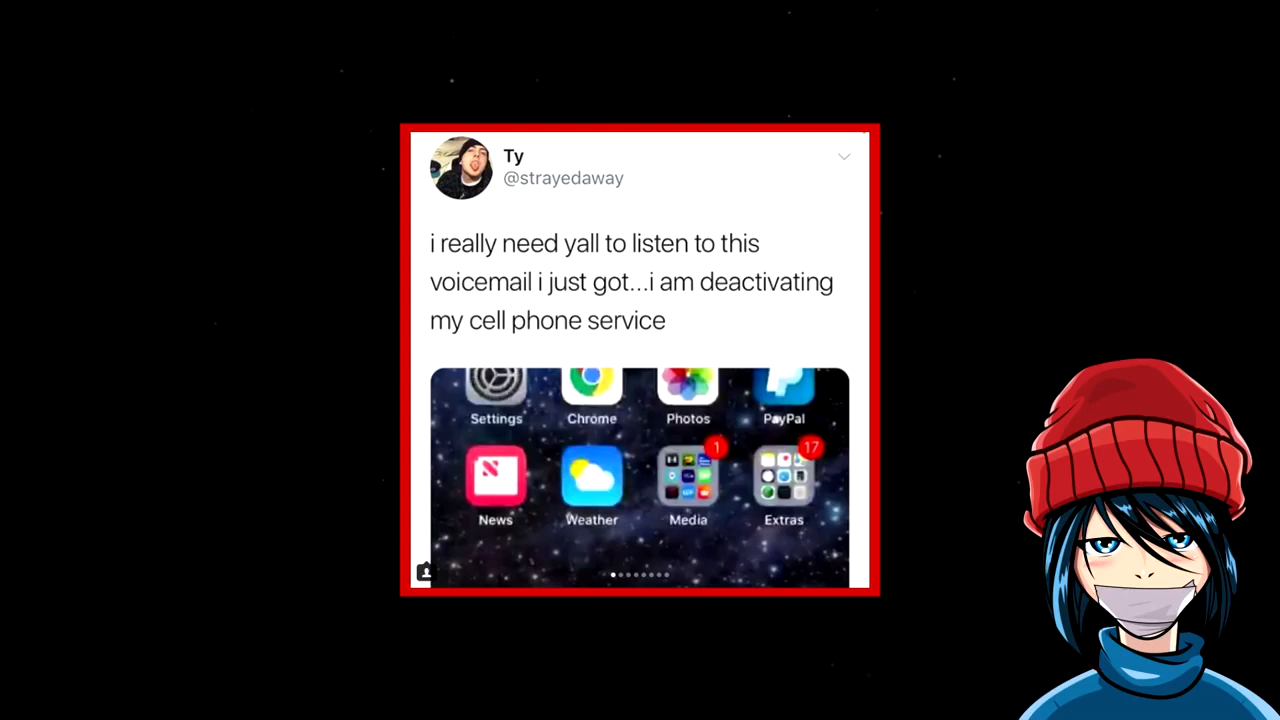 Ty
@strayedaway
i really need yall to listen to this
voicemail i just got...i am deactivating
my cell phone service
Settings Chrome Photos PayPal
1 17
News Weather Media Extras